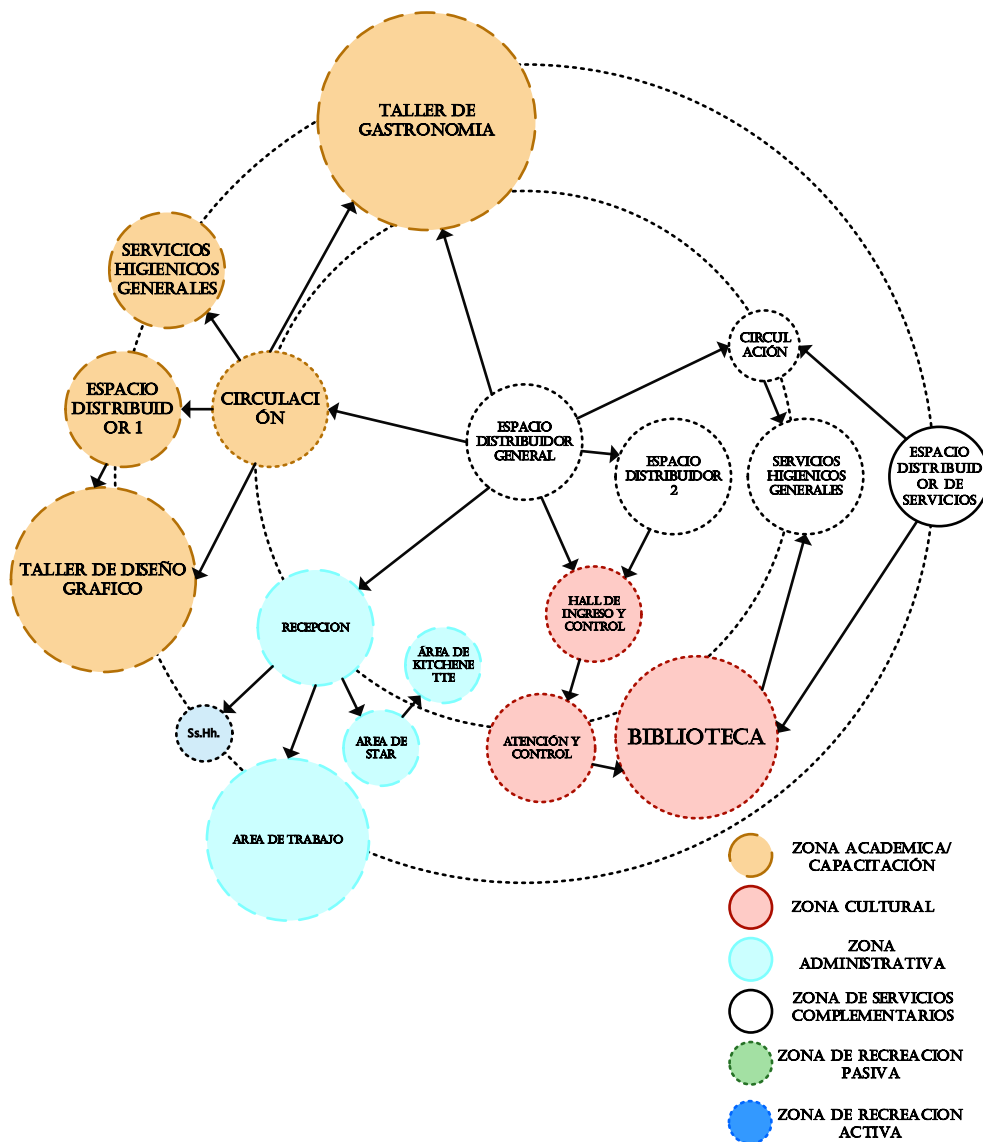 TALLER DE
GASTRONOMIA
SERVICIOS
HIGIENICOS
GENERALES
CIRCUL
ACIÓN
ESPACIO
DISTRIBUID
OR 1
CIRCULACI
ÓN
ESPACIO
DISTRIBUIDOR
GENERAL
ESPACIO
DISTRIBUIDOR
2
SERVICIOS
HIGIENICOS
GENERALES
ESPACIO
DISTRIBUID
OR DE
SERVICIOS
TALLER DE DISEÑO
GRAFICO
RECEPCION
HALL DE
INGRESO Y
CONTROL
ÁREA DE
KITCHENE
TTE
Ss.Hh.
AREA DE
STAR
ATENCIÓN Y
CONTROL
BIBLIOTECA
AREA DE TRABAJO
ZONA ACADEMICA/
CAPACITACIÓN
ZONA CULTURAL
ZONA
ADMINISTRATIVA
ZONA DE SERVICIOS
COMPLEMENTARIOS
ZONA DE RECREACION
PASIVA
ZONA DE RECREACION
ACTIVA